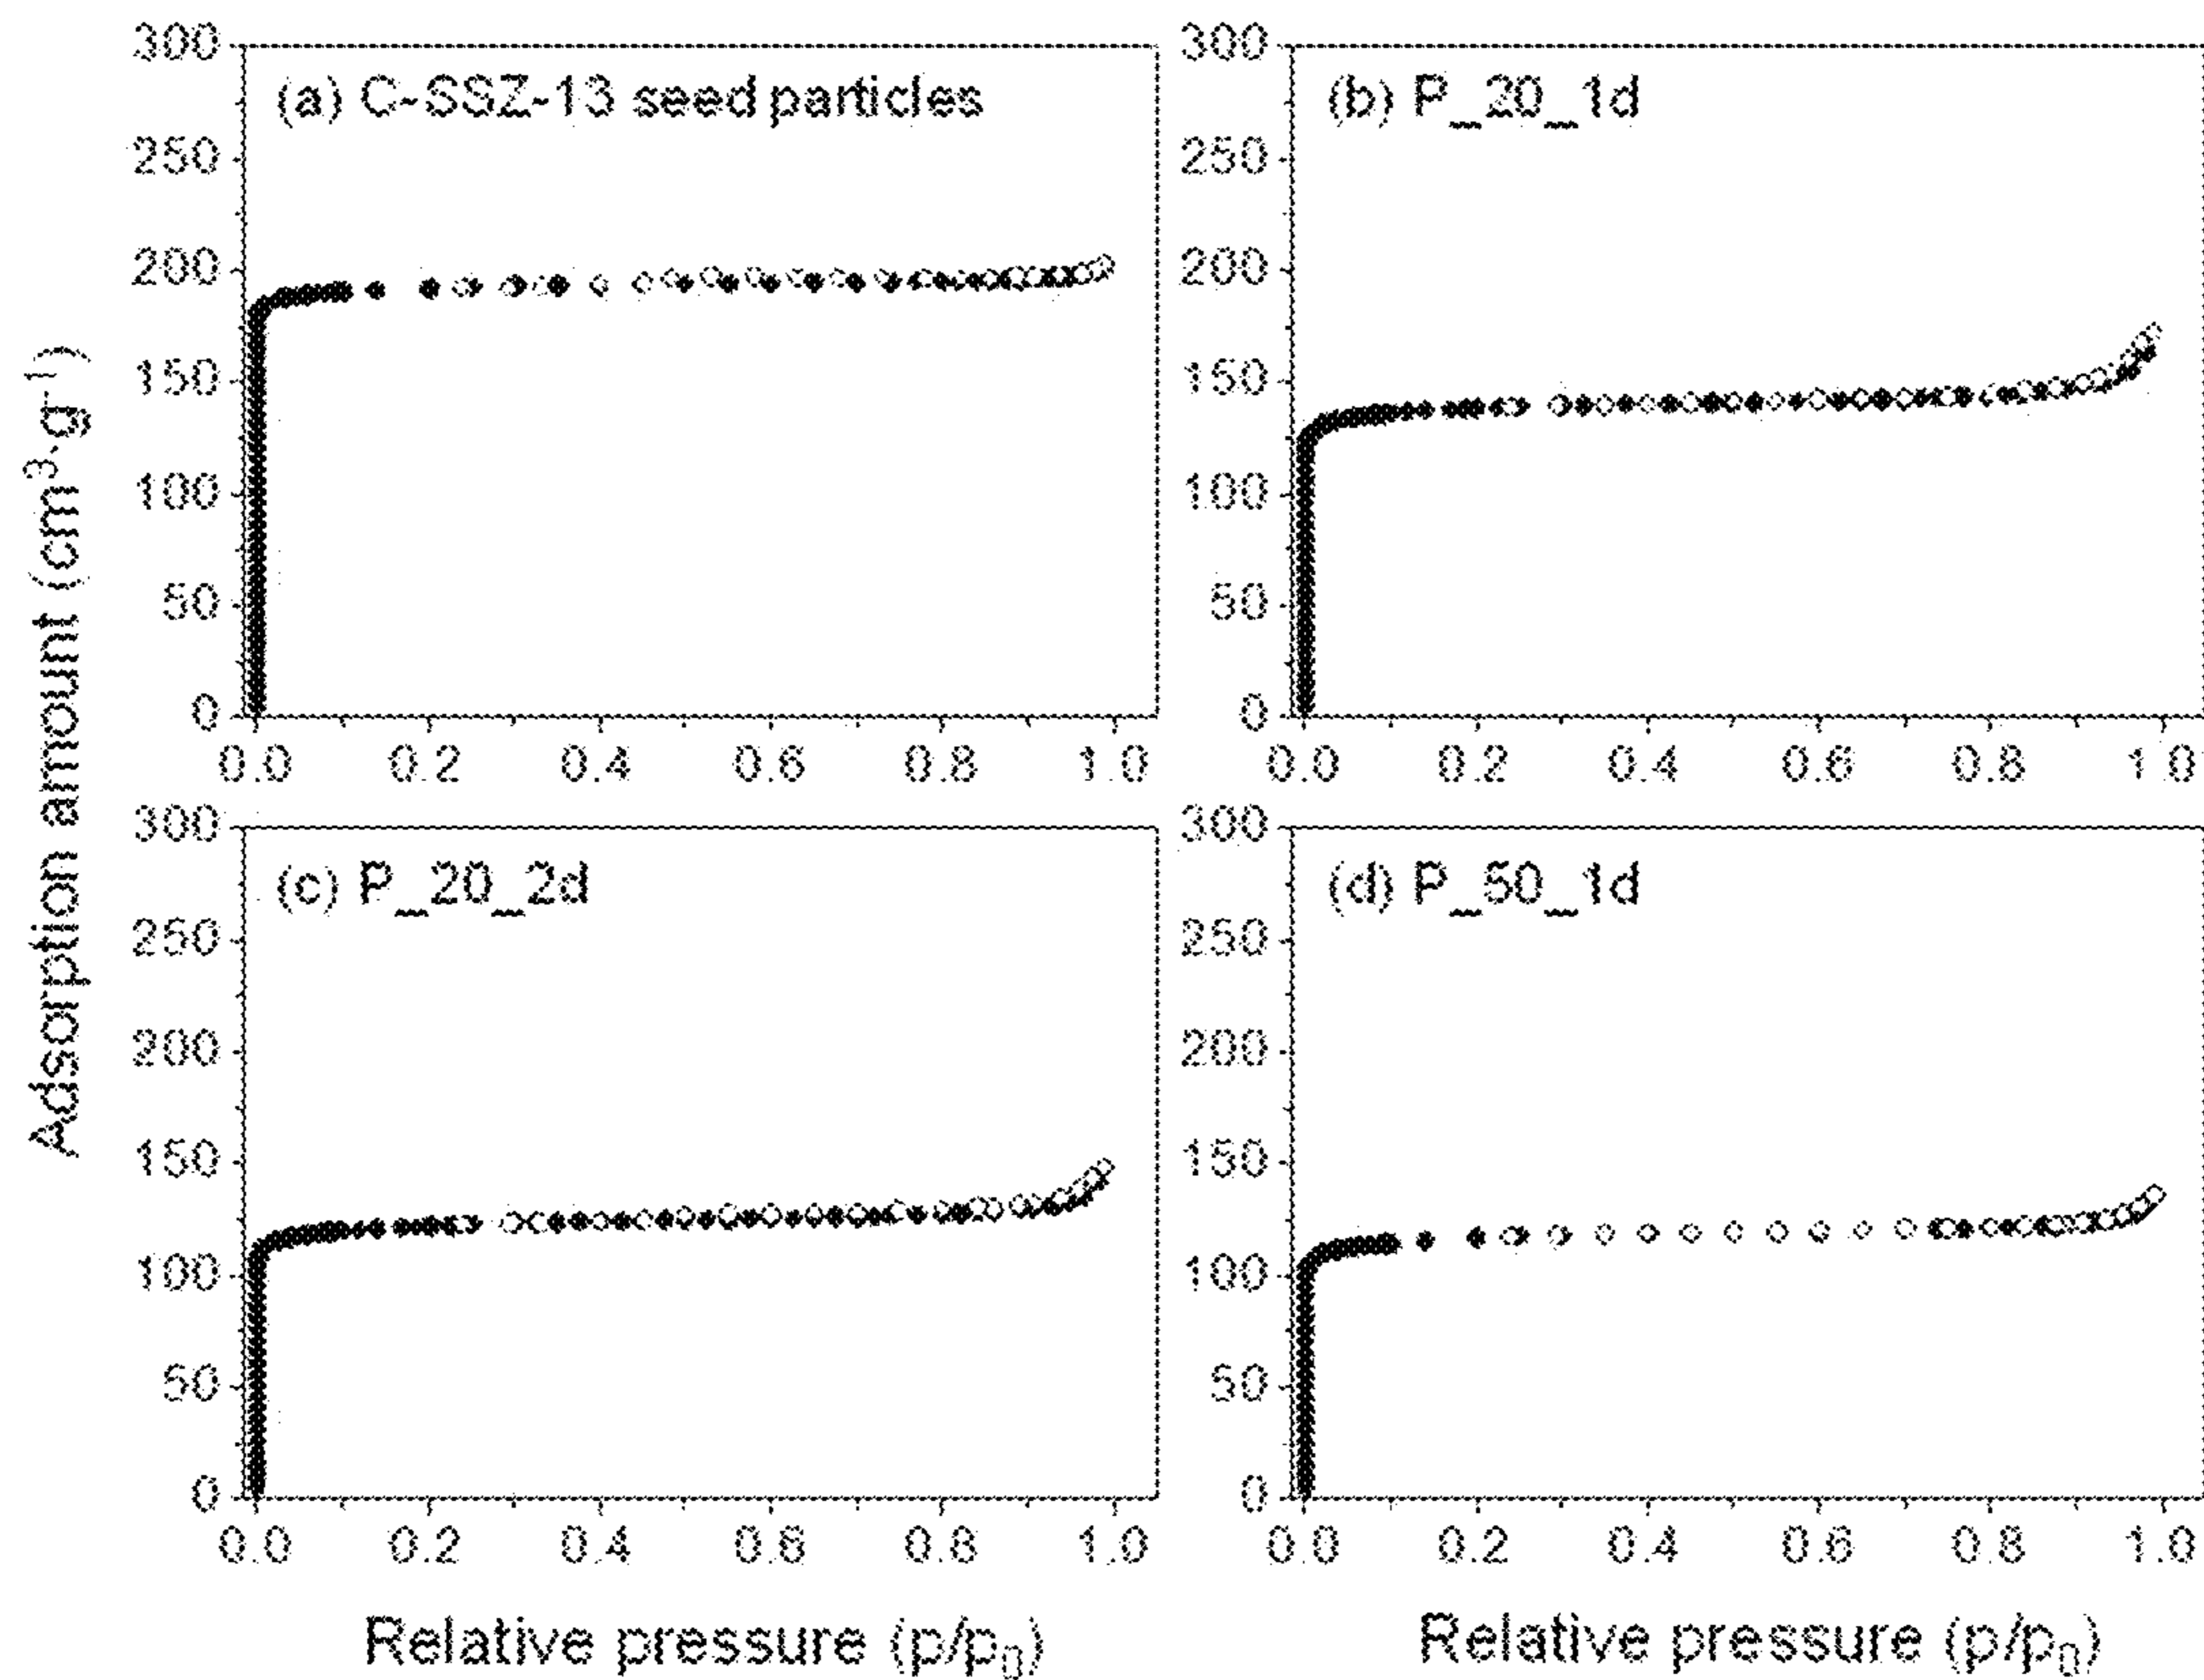 Adsorption amount (cm³·g⁻¹)
(a) C-SSZ-13 seed particles
300
250
200
150
100
50
0
0.0 0.2 0.4 0.6 0.8 1.0
(b) P_20_1d
300
250
200
150
100
50
0
0.0 0.2 0.4 0.6 0.8 1.0
(c) P_20_2d
300
250
200
150
100
50
0
0.0 0.2 0.4 0.6 0.8 1.0
(d) P_50_1d
300
250
200
150
100
50
0
0.0 0.2 0.4 0.6 0.8 1.0
Relative pressure (p/p₀)
Relative pressure (p/p₀)